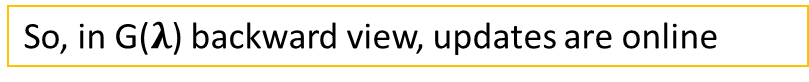 So, in G(λ) backward view, updates are online